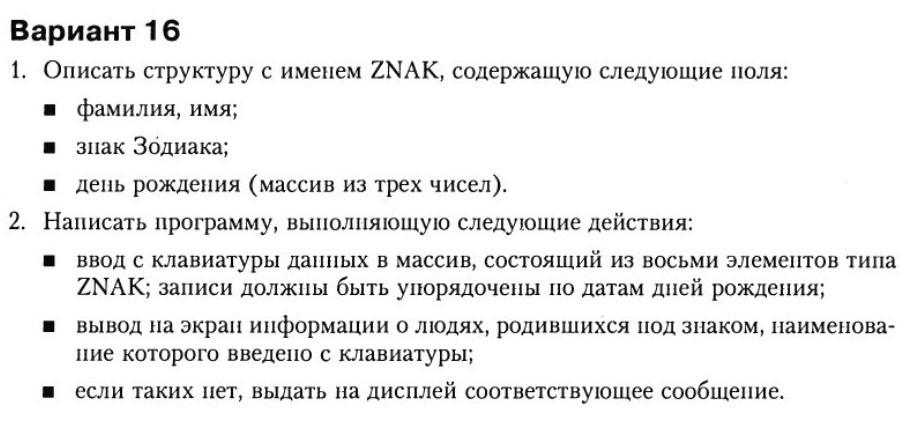 Вариант 16
1. Описать структуру с именем ZNAK, содержащую следующие поля:
■ фамилия, имя;
■ знак Зодиака;
■ день рождения (массив из трех чисел).
2. Написать программу, выполняющую следующие действия:
■ ввод с клавиатуры данных в массив, состоящий из восьми элементов типа
ZNAK; записи должны быть упорядочены по датам дней рождения;
■ вывод на экран информации о людях, родившихся под знаком, наименова-
ние которого введено с клавиатуры;
■ если таких нет, выдать на дисплей соответствующее сообщение.